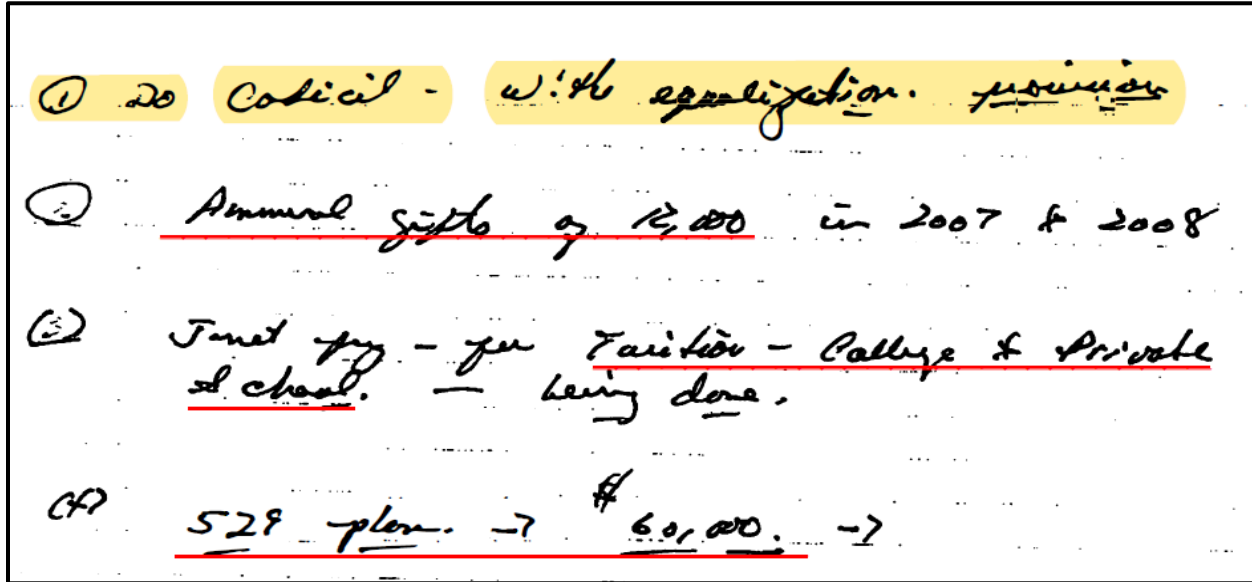 ① Do Codicil - with equalization. provision
② Annual gifts of 12,000 in 2007 & 2008
③ Janet pay - for Tuition - College & Private
School. — being done.
(4) 529 plan. → $60,000. →